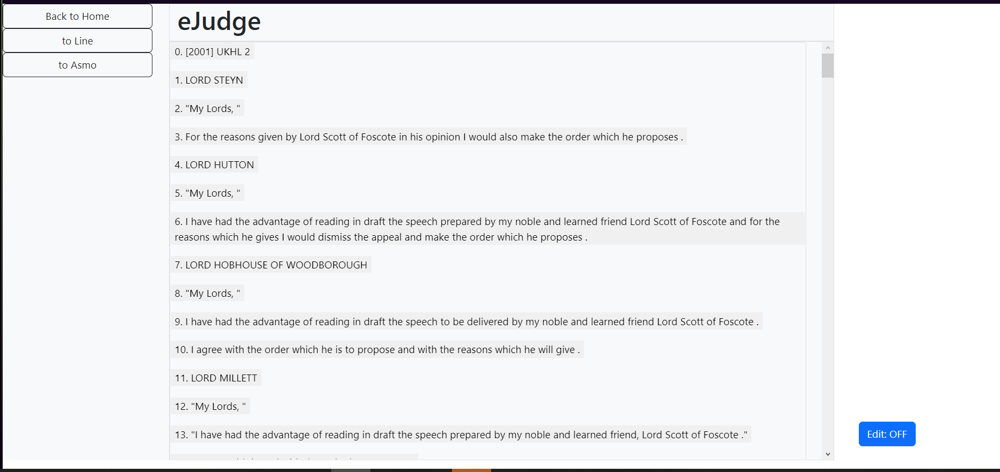 Back to Home
to Line
to Asmo
eJudge
0. [2001] UKHL 2
1. LORD STEYN
2. "My Lords, "
3. For the reasons given by Lord Scott of Foscote in his opinion I would also make the order which he proposes .
4. LORD HUTTON
5. "My Lords, "
6. I have had the advantage of reading in draft the speech prepared by my noble and learned friend Lord Scott of Foscote and for the
reasons which he gives I would dismiss the appeal and make the order which he proposes .
7. LORD HOBHOUSE OF WOODBOROUGH
8. "My Lords, "
9. I have had the advantage of reading in draft the speech to be delivered by my noble and learned friend Lord Scott of Foscote .
10. I agree with the order which he is to propose and with the reasons which he will give .
11. LORD MILLETT
12. "My Lords, "
13. "I have had the advantage of reading in draft the speech prepared by my noble and learned friend, Lord Scott of Foscote ."
Edit: OFF